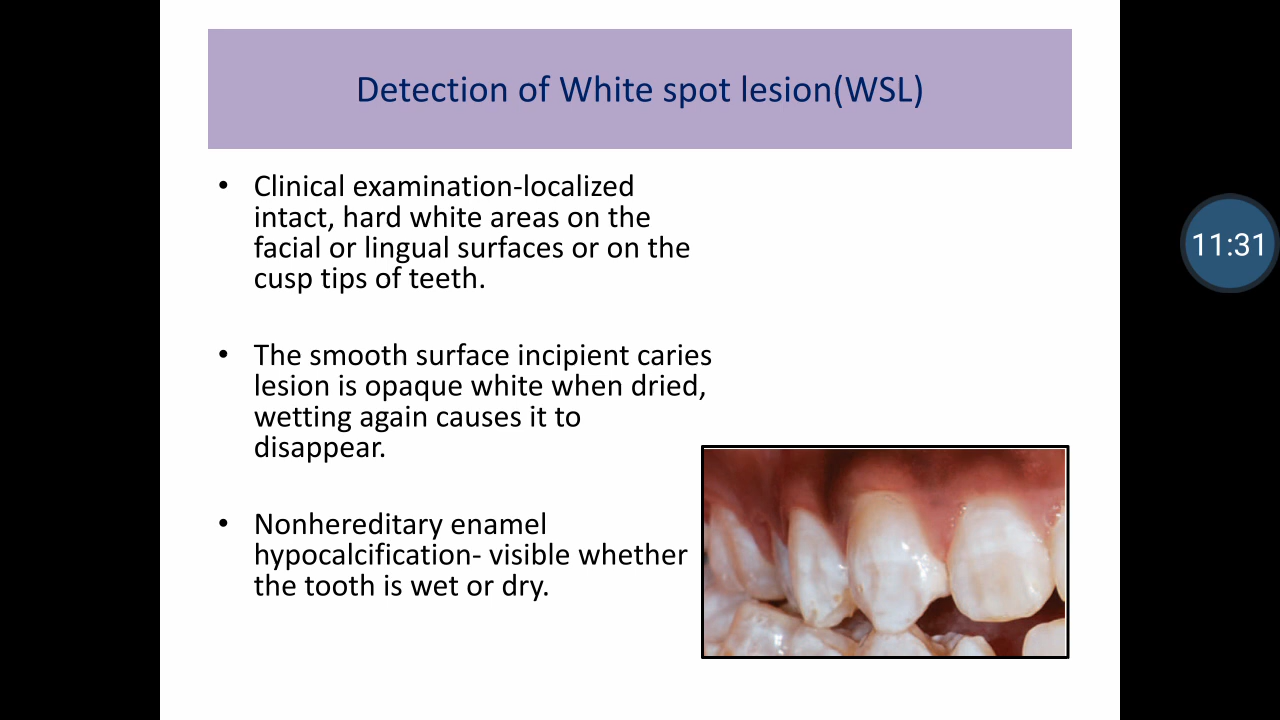 Detection of White spot lesion(WSL)
• Clinical examination-localized
intact, hard white areas on the
facial or lingual surfaces or on the
cusp tips of teeth.
• The smooth surface incipient caries
lesion is opaque white when dried,
wetting again causes it to
disappear.
• Nonhereditary enamel
hypocalcification- visible whether
the tooth is wet or dry.
11:31